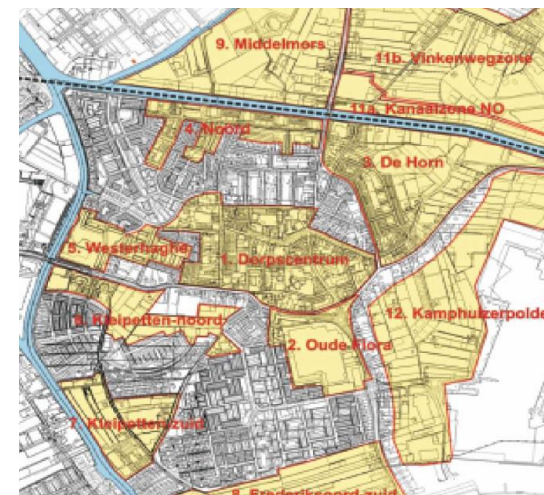 9. Middelmors
11b. Vinkenwegzone
11a. Kanaalzone NO
4. Noord
3. De Horn
5. Westerhaghe
1. Dorpscentrum
6. Kleipetten-noord
12. Kamphuizerpolde
2. Oude Flora
7. Kleipetten-zuid
8. Frederiksoord zuid